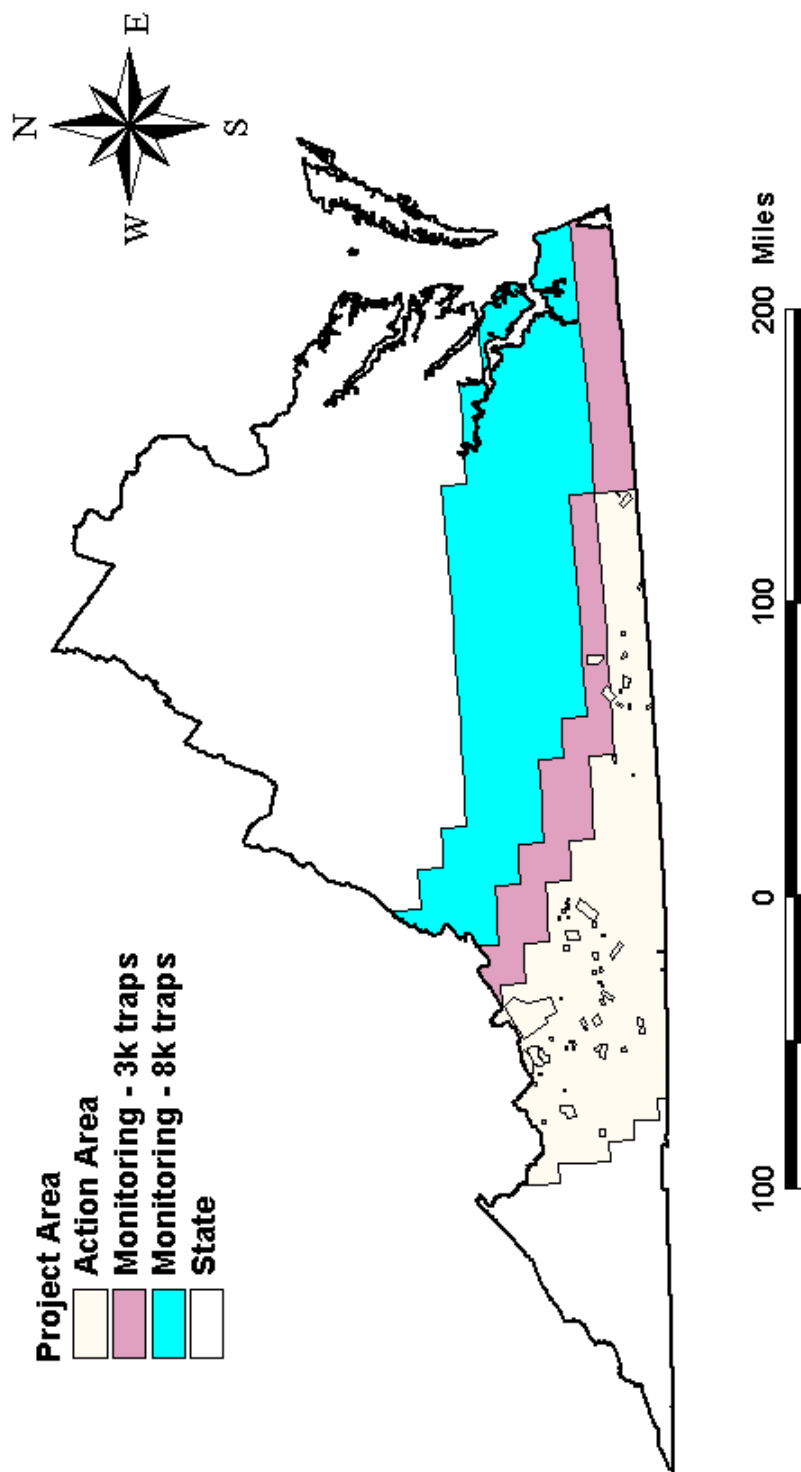 Project Area
Action Area
Monitoring - 3k traps
Monitoring - 8k traps
State
N
W
E
S
100
0
100
200 Miles